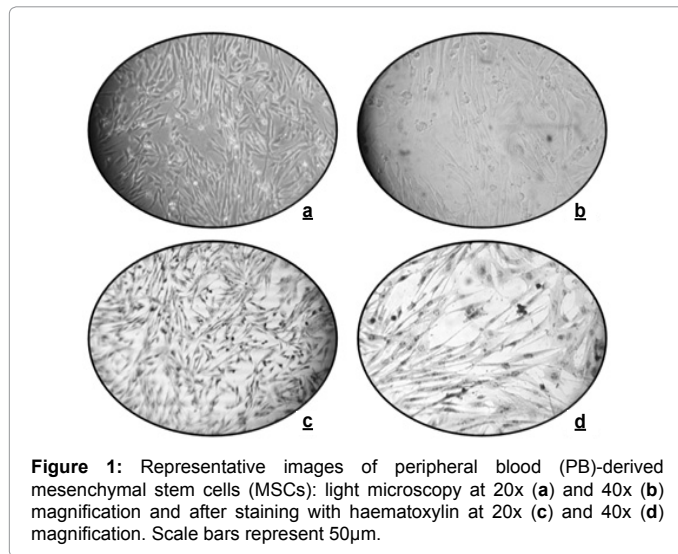 a
b
c
d
Figure 1: Representative images of peripheral blood (PB)-derived
mesenchymal stem cells (MSCs): light microscopy at 20x (a) and 40x (b)
magnification and after staining with haematoxylin at 20x (c) and 40x (d)
magnification. Scale bars represent 50μm.